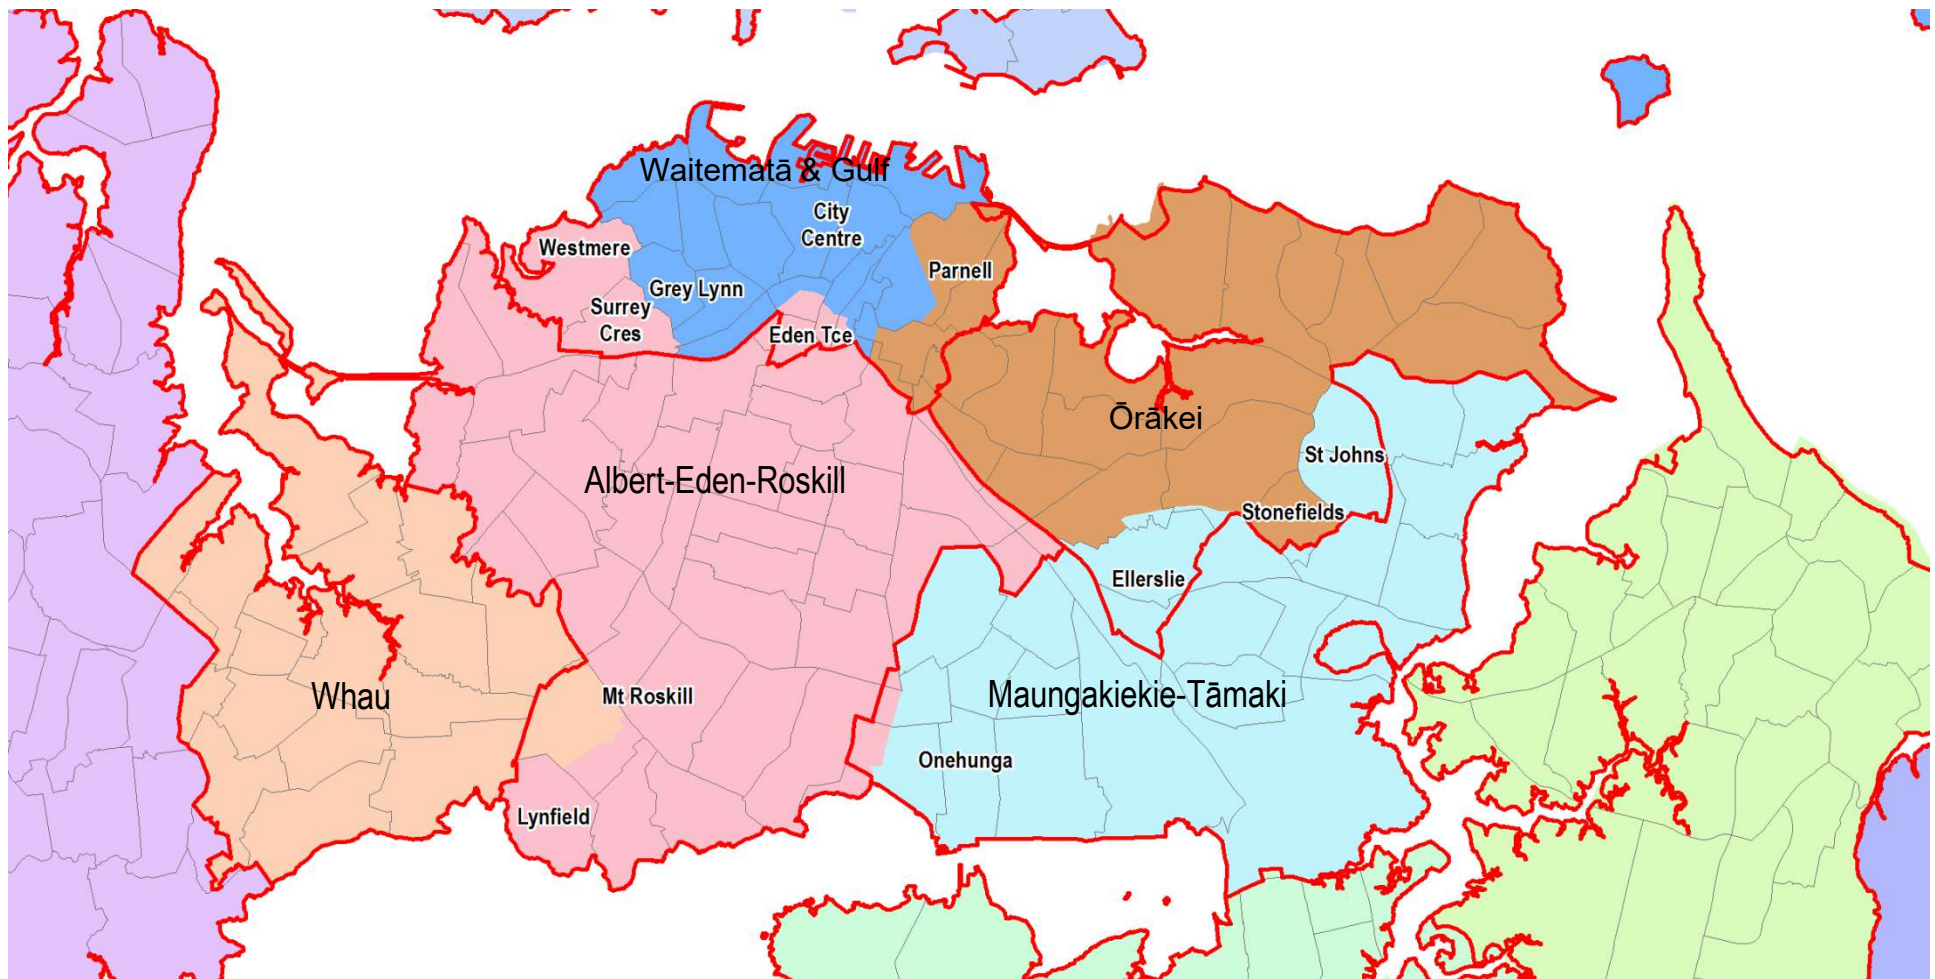 Waitematā & Gulf
City
Centre
Westmere
Parnell
Grey Lynn
Surrey
Cres
Eden Tce
Ōrākei
St Johns
Albert-Eden-Roskill
Stonefields
Ellerslie
Whau
Mt Roskill
Maungakiekie-Tāmaki
Onehunga
Lynfield